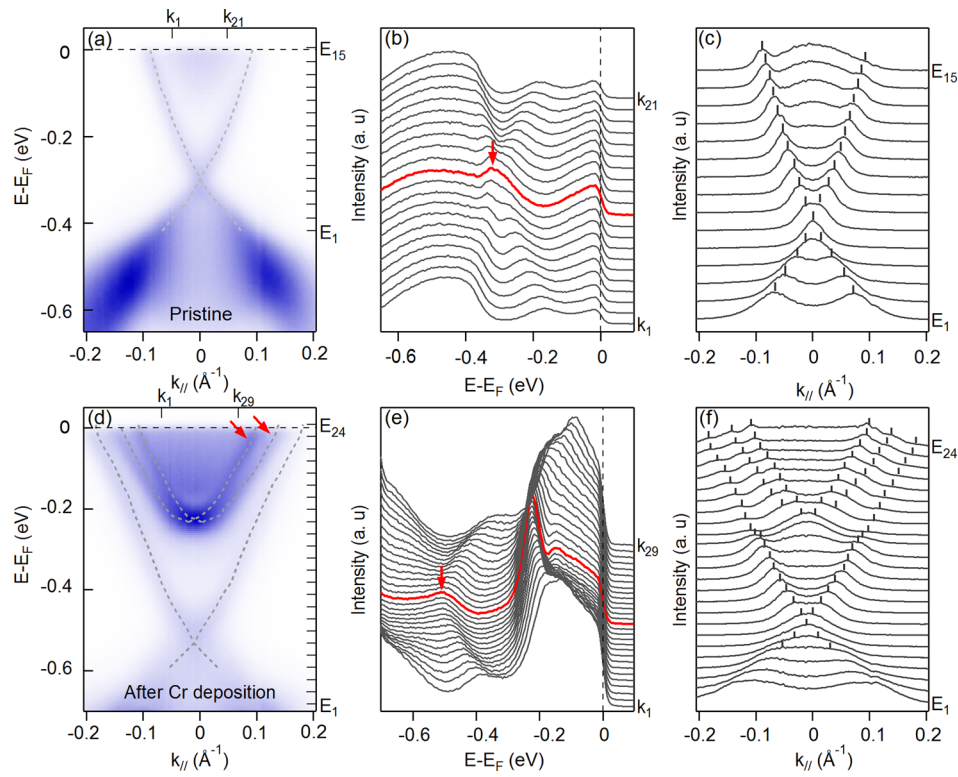 k1 k21
(a)
0
-0.2
-0.4
-0.6
E-EF (eV)
E15
E1
Pristine
-0.2 -0.1 0 0.1 0.2
k// (Å-1)
(b)
Intensity (a. u)
k21
k1
-0.6 -0.4 -0.2 0
E-EF (eV)
(c)
Intensity (a. u)
E15
E1
-0.2 -0.1 0 0.1 0.2
k// (Å-1)
k1 k29
(d)
0
-0.2
-0.4
-0.6
E-EF (eV)
E24
E1
After Cr deposition
-0.2 -0.1 0 0.1 0.2
k// (Å-1)
(e)
Intensity (a. u)
k29
k1
-0.6 -0.4 -0.2 0
E-EF (eV)
(f)
Intensity (a. u)
E24
E1
-0.2 -0.1 0 0.1 0.2
k// (Å-1)